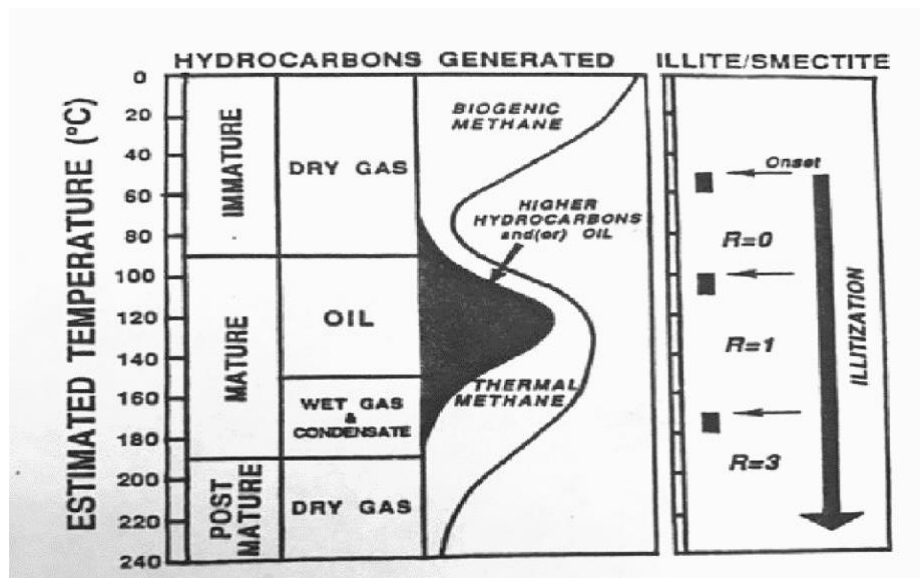 HYDROCARBONS GENERATED
ILLITE/SMECTITE
ESTIMATED TEMPERATURE (°C)
0
20
40
60
80
100
120
140
160
180
200
220
240
IMMATURE
MATURE
POST
MATURE
DRY GAS
OIL
WET GAS
&
CONDENSATE
DRY GAS
BIOGENIC
METHANE
HIGHER
HYDROCARBONS
and(or) OIL
THERMAL
METHANE
Onset
R=0
R=1
R=3
ILLITIZATION